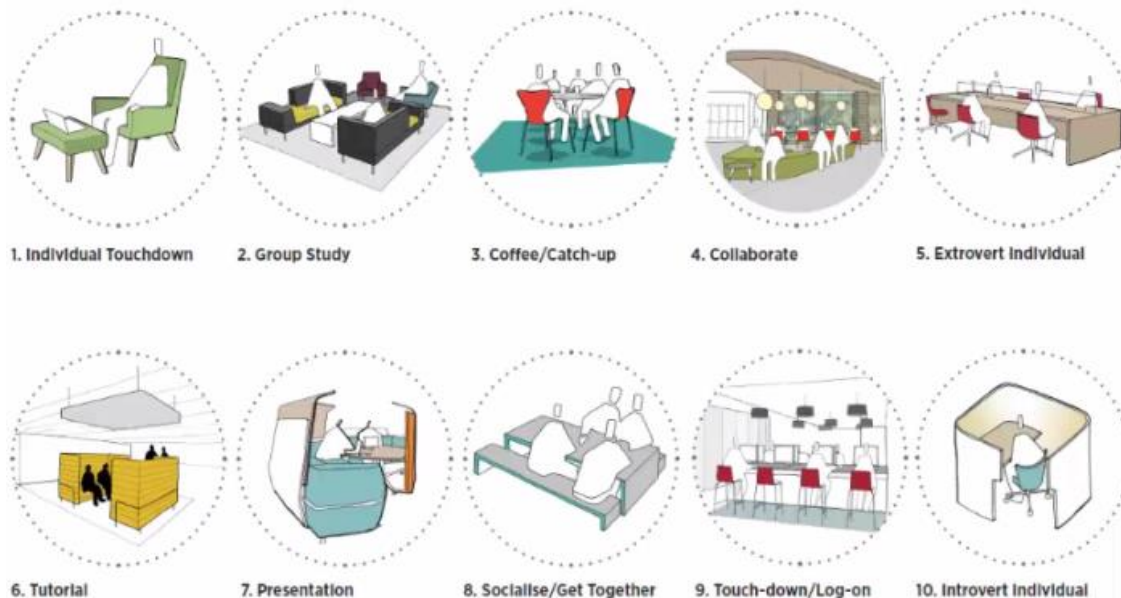 1. Individual Touchdown
2. Group Study
3. Coffee/Catch-up
4. Collaborate
5. Extrovert Individual
6. Tutorial
7. Presentation
8. Socialise/Get Together
9. Touch-down/Log-on
10. Introvert Individual